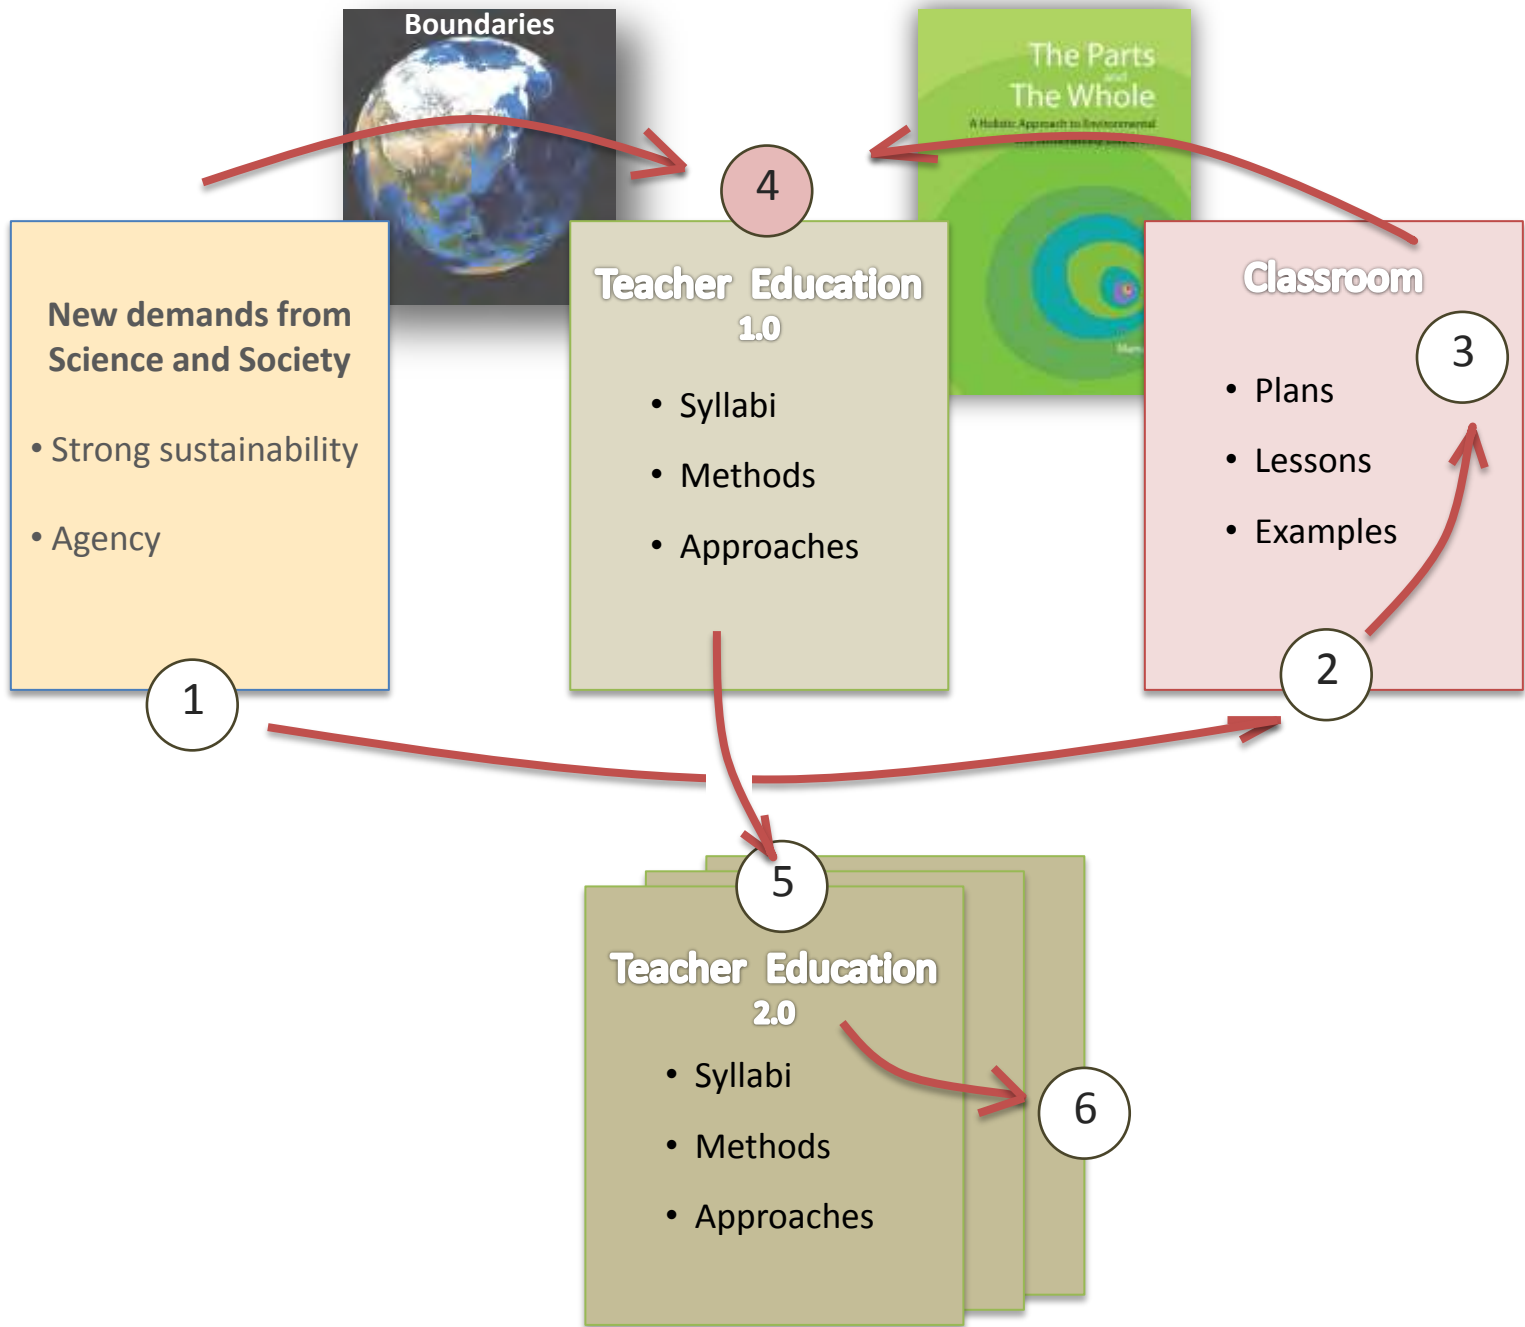 Boundaries
The Parts
and
The Whole
A Holistic Approach to Environmental
4
New demands from
Science and Society
• Strong sustainability
• Agency
1
Teacher Education
1.0
• Syllabi
• Methods
• Approaches
Classroom
3
• Plans
• Lessons
• Examples
2
5
Teacher Education
2.0
• Syllabi
• Methods
• Approaches
6